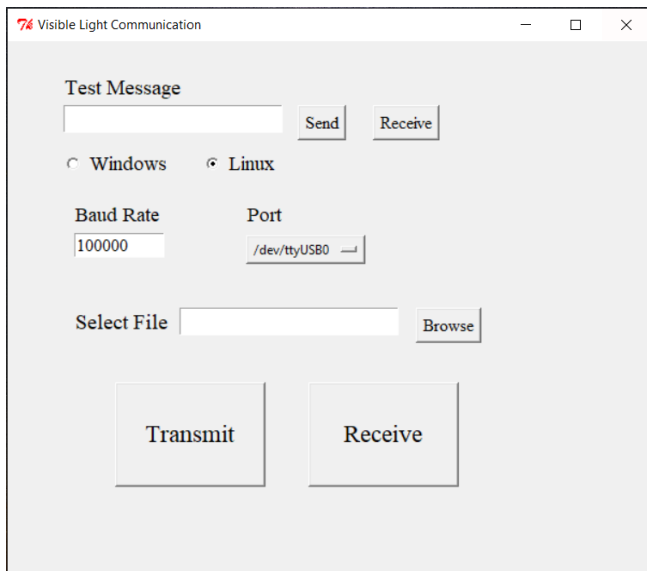 Visible Light Communication
Test Message
Send Receive
Windows Linux
Baud Rate Port
100000 /dev/ttyUSB0
Select File Browse
Transmit Receive